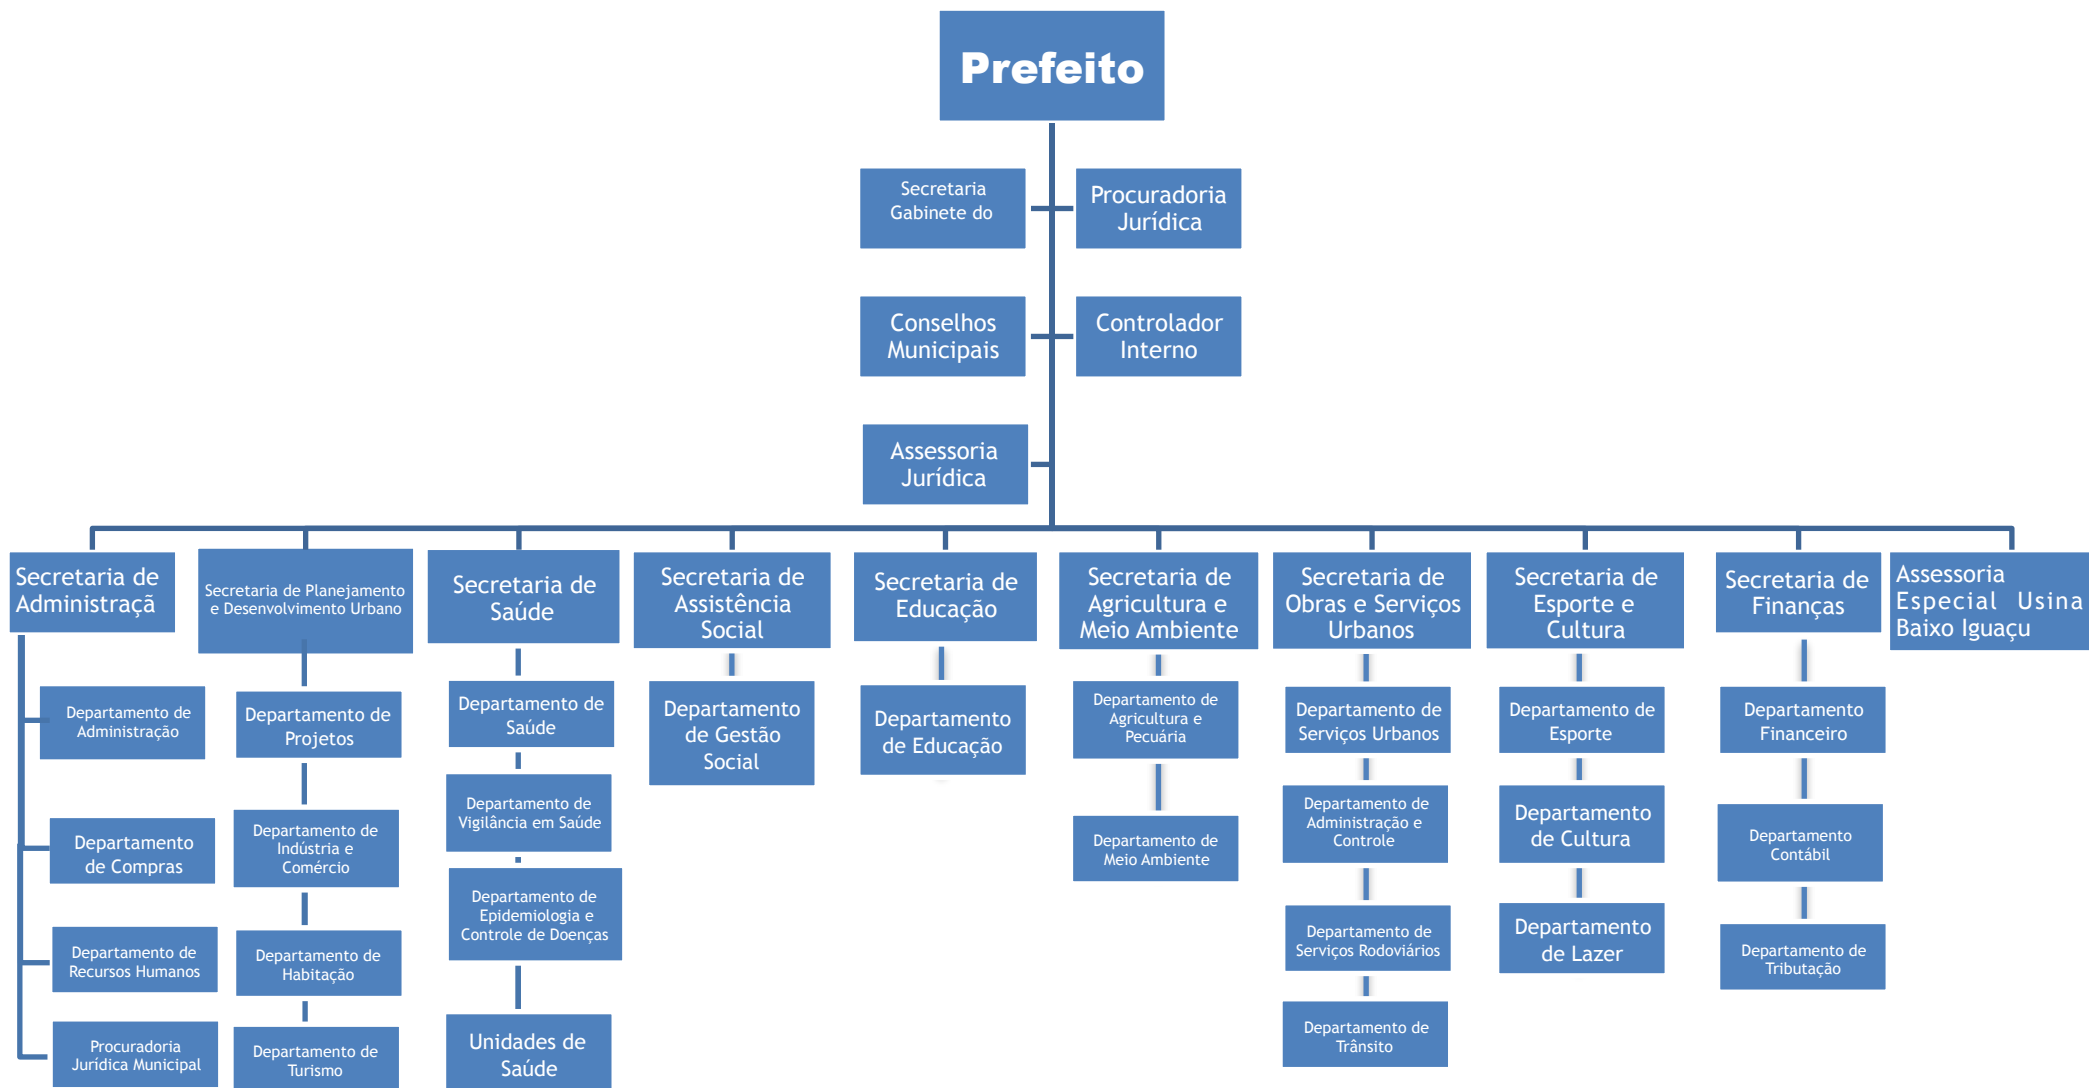 Prefeito
Secretaria
Gabinete do
Procuradoria
Jurídica
Conselhos
Municipais
Controlador
Interno
Assessoria
Jurídica
Secretaria de
Administraçã
Secretaria de Planejamento
e Desenvolvimento Urbano
Secretaria de
Saúde
Secretaria de
Assistência
Social
Secretaria de
Educação
Secretaria de
Agricultura e
Meio Ambiente
Secretaria de
Obras e Serviços
Urbanos
Secretaria de
Esporte e
Cultura
Secretaria de
Finanças
Assessoria
Especial Usina
Baixo Iguaçu
Departamento de
Administração
Departamento
de Compras
Departamento de
Recursos Humanos
Procuradoria
Jurídica Municipal
Departamento de
Projetos
Departamento de
Indústria e
Comércio
Departamento de
Habitação
Departamento de
Turismo
Departamento de
Saúde
Departamento de
Vigilância em Saúde
Departamento de
Epidemiologia e
Controle de Doenças
Unidades de
Saúde
Departamento
de Gestão
Social
Departamento
de Educação
Departamento de
Agricultura e
Pecuária
Departamento de
Meio Ambiente
Departamento de
Serviços Urbanos
Departamento de
Administração e
Controle
Departamento de
Serviços Rodoviários
Departamento de
Trânsito
Departamento de
Esporte
Departamento
de Cultura
Departamento
de Lazer
Departamento
Financeiro
Departamento
Contábil
Departamento de
Tributação